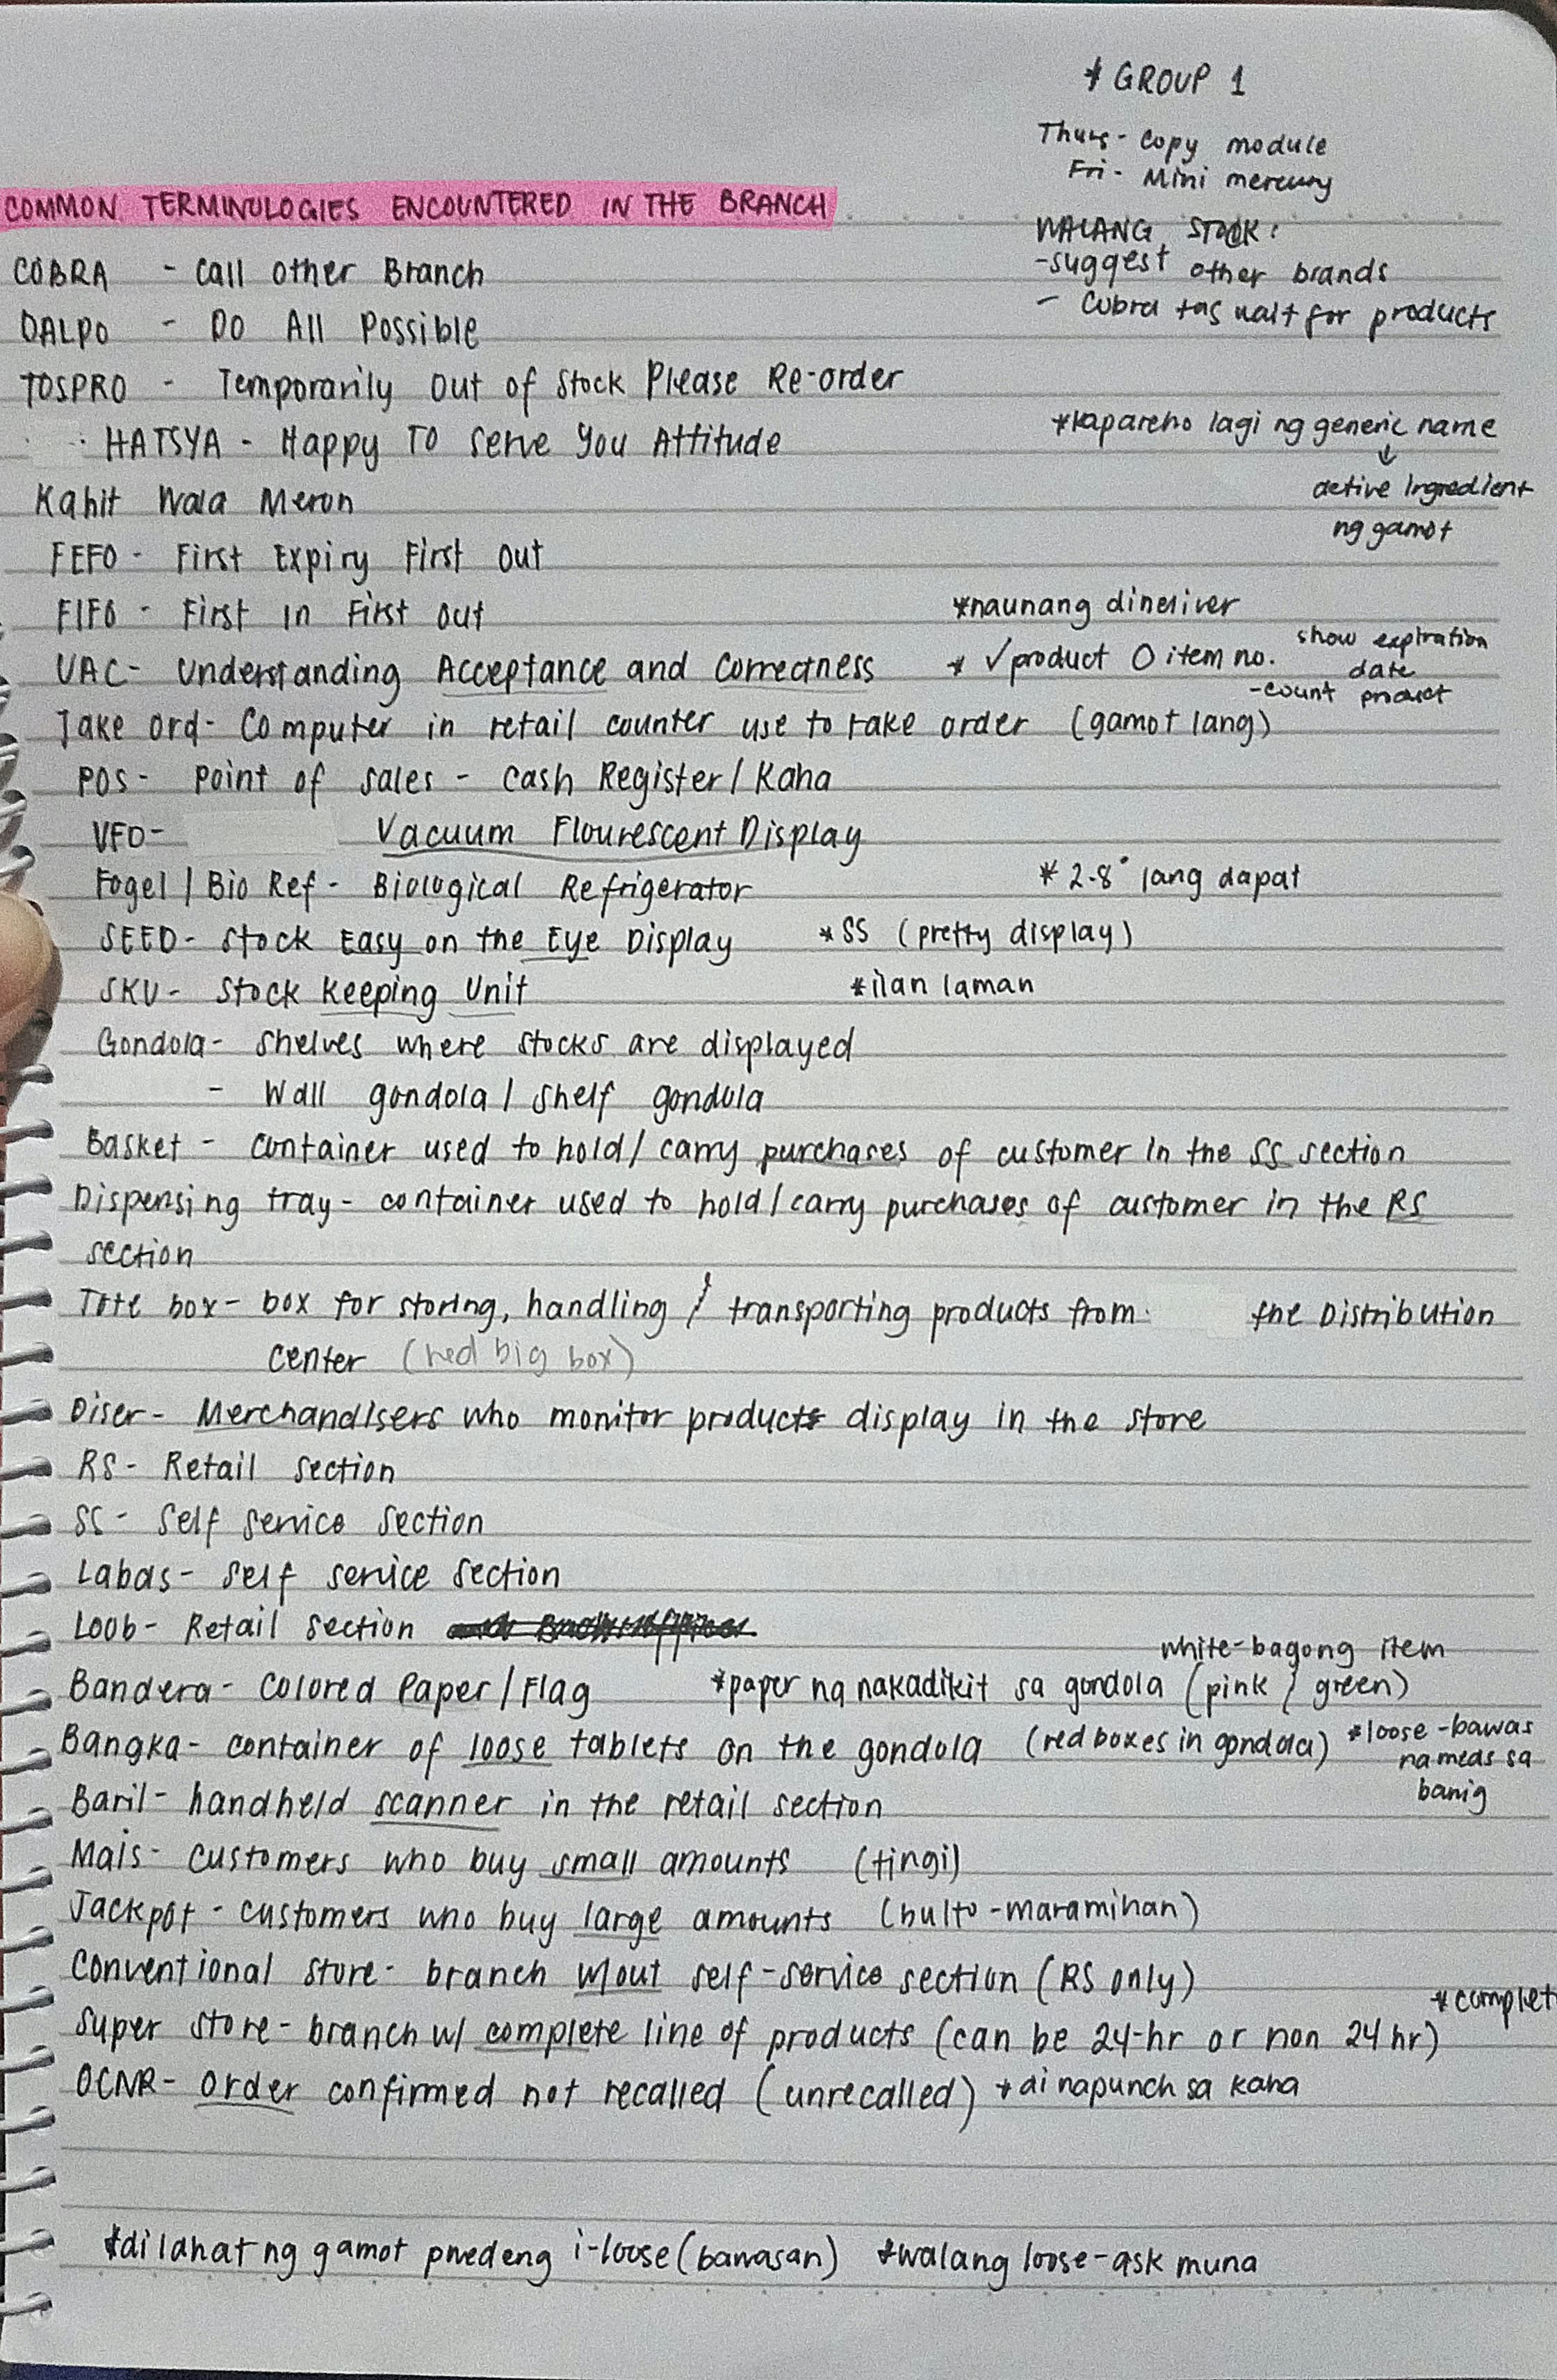 * GROUP 1
Thurs - Copy module
Fri - Mini mercury
COMMON TERMINOLOGIES ENCOUNTERED IN THE BRANCH
WALANG STOCK:
- suggest other brands
- Cobra tas wait for products
COBRA - Call Other Branch
DALPO - Do All Possible
TOSPRO - Temporarily Out of Stock Please Re-order
*kapareho lagi ng generic name
↓
active ingredient
ng gamot
HATSYA - Happy To Serve You Attitude
Kahit Wala Meron
FEFO - First Expiry First Out
FIFO - First In First Out *naunang dineliver
UAC - Understanding Acceptance and Correctness * ✓product O item no. show expiration
date
-count product
Take Ord - Computer in retail counter use to take order (gamot lang)
POS - Point of sales - Cash Register/Kaha
VFD - Vacuum Flourescent Display
Fogel / Bio Ref - Biological Refrigerator * 2-8° lang dapat
SEED - Stock Easy on the Eye Display *SS (pretty display)
SKU - Stock Keeping Unit *ilan laman
Gondola - Shelves where stocks are displayed
- Wall gondola / Shelf gondola
Basket - container used to hold/carry purchases of customer in the SS section
Dispensing tray - container used to hold/carry purchases of customer in the RS
section
Tote box - box for storing, handling & transporting products from the Distribution
Center (red big box)
Diser - Merchandisers who monitor products display in the store
RS - Retail section
SS - Self service section
Labas - Self service section
Loob - Retail section
white - bagong item
Bandera - Colored Paper/Flag *paper na nakadikit sa gondola (pink & green)
Bangka - container of loose tablets on the gondola (red boxes in gondola) *loose - bawas
na meds sa
banig
Baril - handheld scanner in the retail section
Mais - customers who buy small amounts (tingi)
Jackpot - customers who buy large amounts (bulto - maramihan)
Conventional store - branch w/out self-service section (RS only)
*complet
Super store - branch w/ complete line of products (can be 24-hr or non 24 hr)
OCNR - Order confirmed not recalled (unrecalled) *di napunch sa kaha
*di lahat ng gamot pwedeng i-loose (bawasan) *walang loose - ask muna